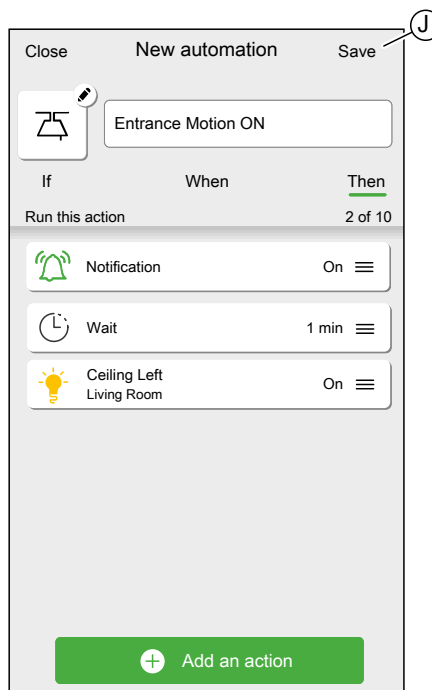 J
Close New automation Save
Entrance Motion ON
If When Then
Run this action 2 of 10
Notification On
Wait 1 min
Ceiling Left
Living Room On
Add an action